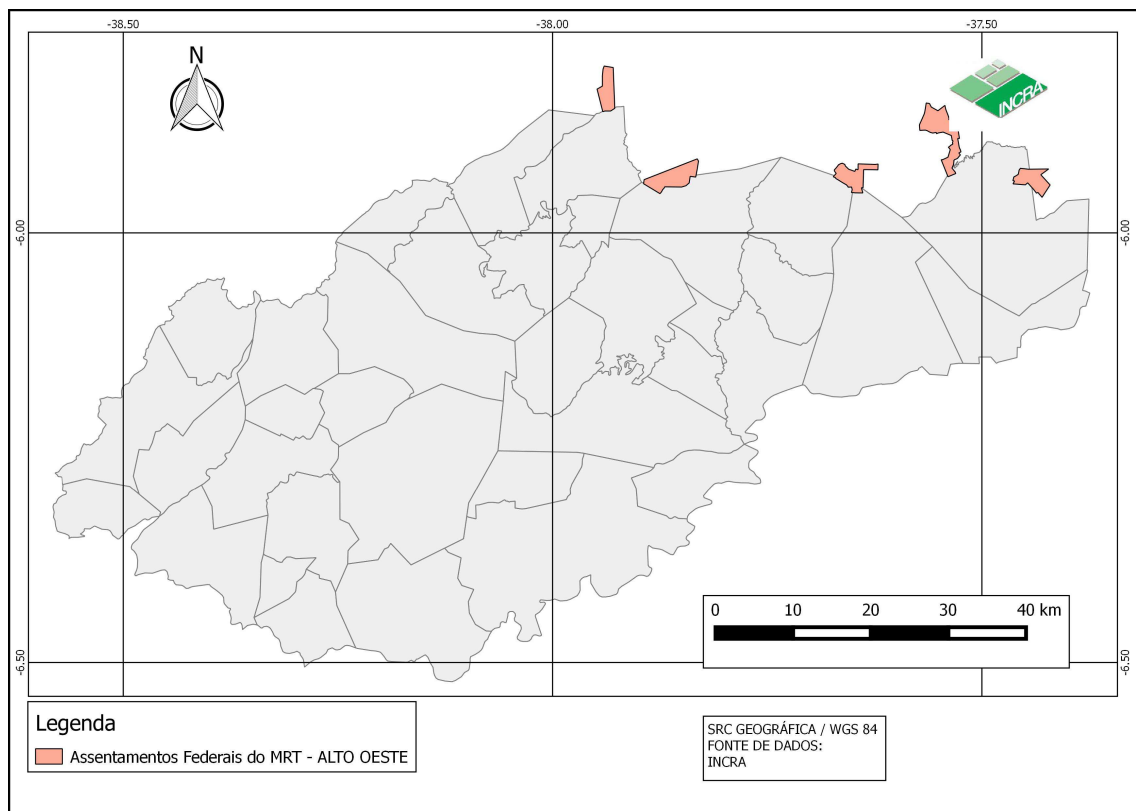 -38.50
-38.00
-37.50
N
INCRA
-6.00
-6.00
0 10 20 30 40 km
-6.50
-6.50
Legenda
Assentamentos Federais do MRT - ALTO OESTE
SRC GEOGRÁFICA / WGS 84
FONTE DE DADOS:
INCRA